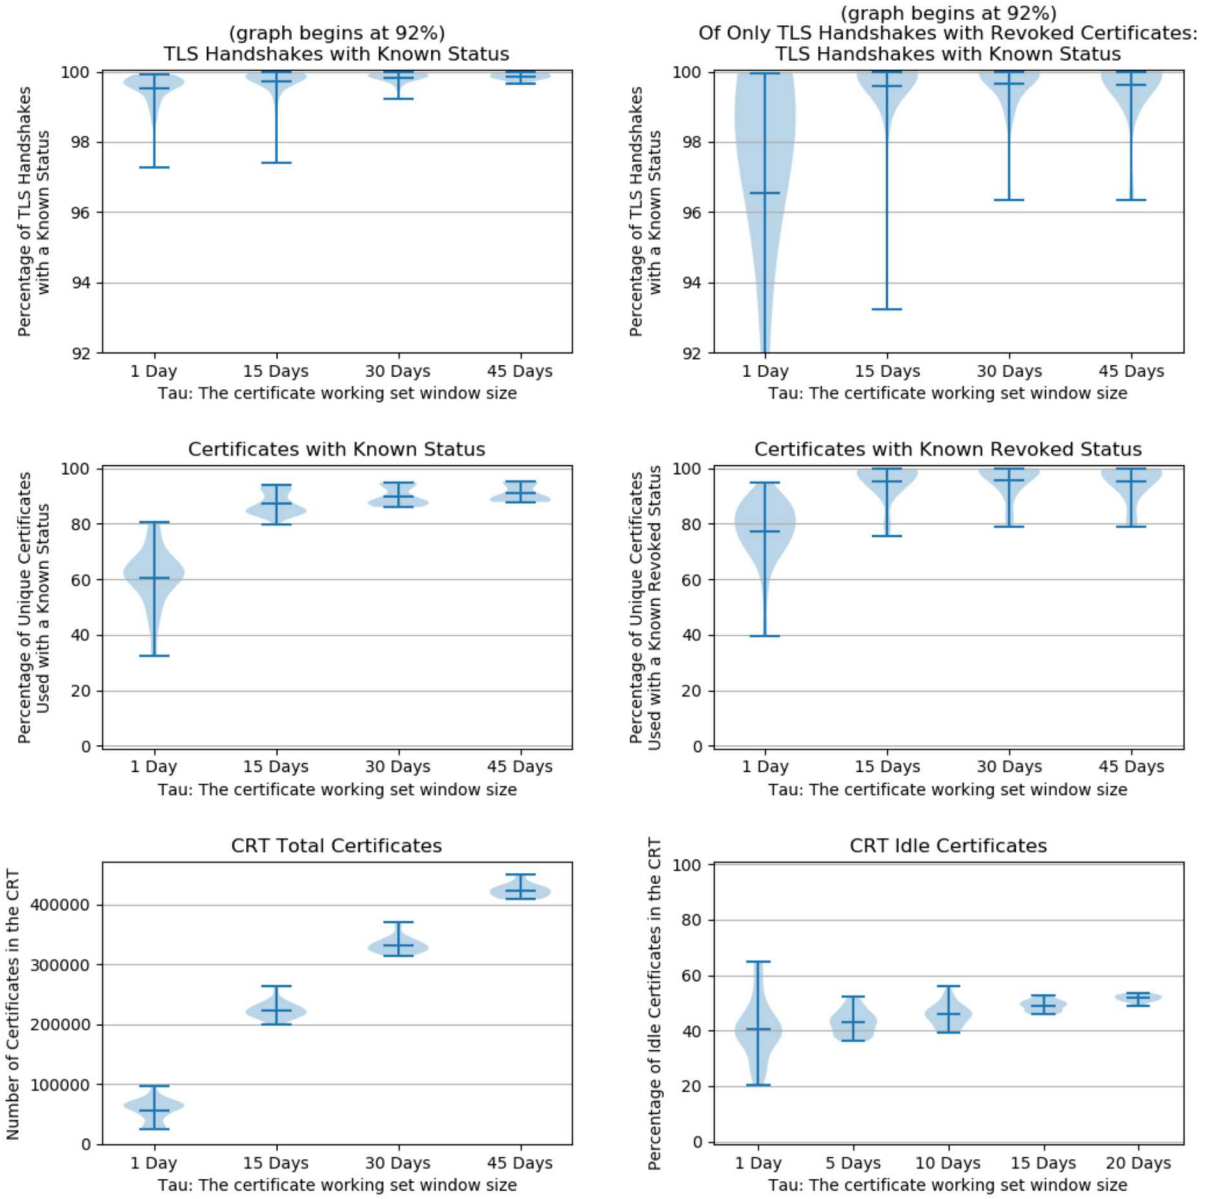 (graph begins at 92%)
TLS Handshakes with Known Status
Percentage of TLS Handshakes
with a Known Status
100
98
96
94
92
1 Day 15 Days 30 Days 45 Days
Tau: The certificate working set window size
(graph begins at 92%)
Of Only TLS Handshakes with Revoked Certificates:
TLS Handshakes with Known Status
Percentage of TLS Handshakes
with a Known Status
100
98
96
94
92
1 Day 15 Days 30 Days 45 Days
Tau: The certificate working set window size
Certificates with Known Status
Percentage of Unique Certificates
Used with a Known Status
100
80
60
40
20
0
1 Day 15 Days 30 Days 45 Days
Tau: The certificate working set window size
Certificates with Known Revoked Status
Percentage of Unique Certificates
Used with a Known Revoked Status
100
80
60
40
20
0
1 Day 15 Days 30 Days 45 Days
Tau: The certificate working set window size
CRT Total Certificates
Number of Certificates in the CRT
400000
300000
200000
100000
0
1 Day 15 Days 30 Days 45 Days
Tau: The certificate working set window size
CRT Idle Certificates
Percentage of Idle Certificates in the CRT
100
80
60
40
20
0
1 Day 5 Days 10 Days 15 Days 20 Days
Tau: The certificate working set window size